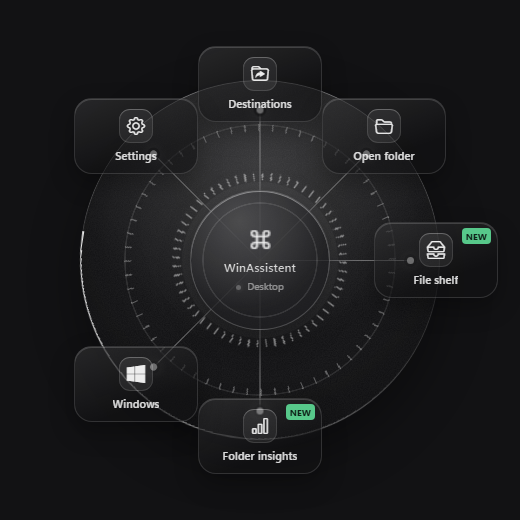 Destinations
Settings
Open folder
NEW
File shelf
WinAssistent
Desktop
Windows
NEW
Folder insights